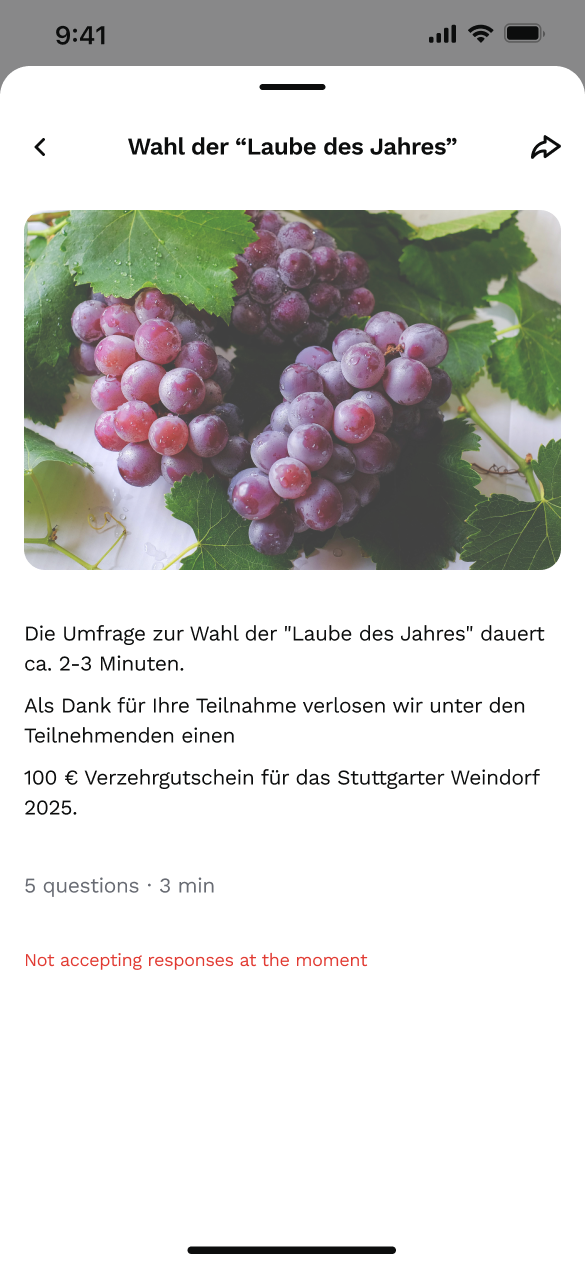 9:41
Wahl der “Laube des Jahres”
Die Umfrage zur Wahl der "Laube des Jahres" dauert
ca. 2-3 Minuten.
Als Dank für Ihre Teilnahme verlosen wir unter den
Teilnehmenden einen
100 € Verzehrgutschein für das Stuttgarter Weindorf
2025.
5 questions · 3 min
Not accepting responses at the moment